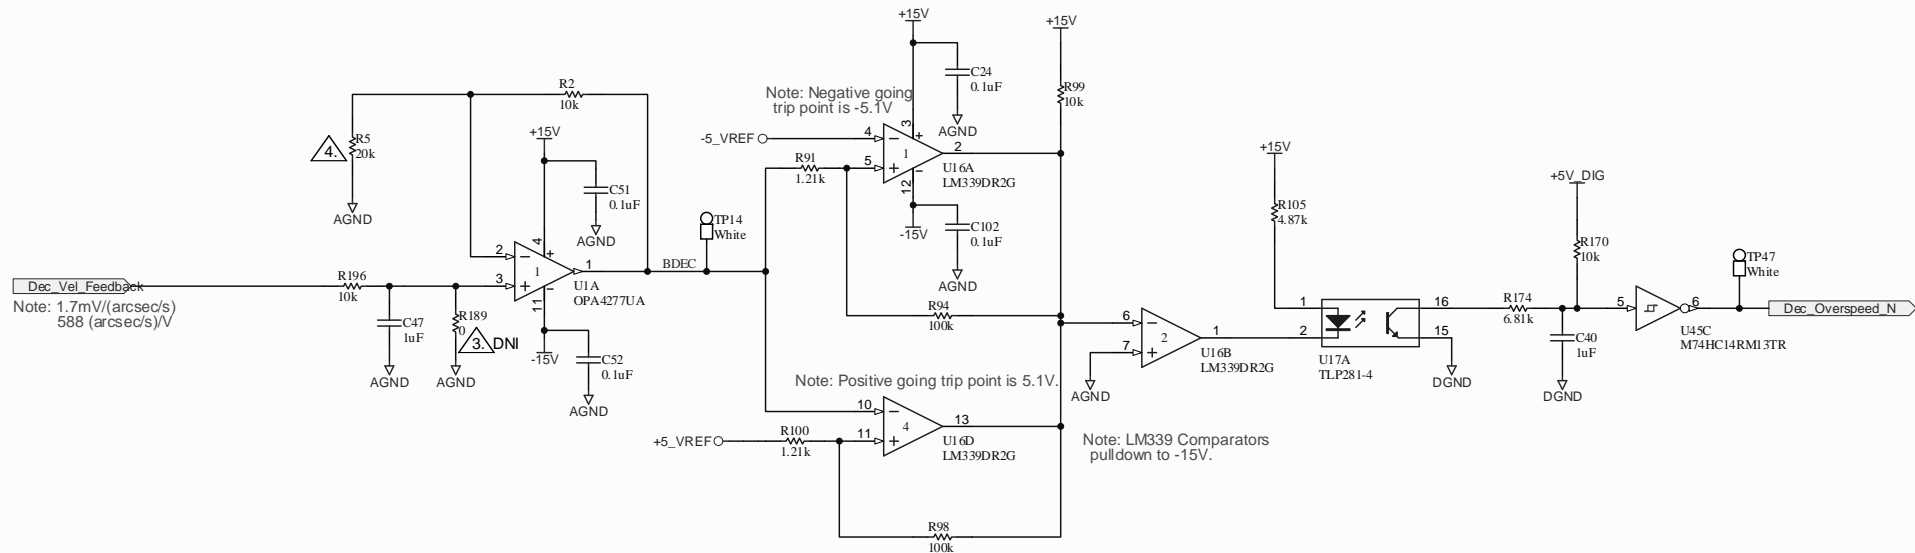 +15V
+15V
C24
0.1uF
R99
10k
Note: Negative going
trip point is -5.1V
R2
10k
AGND
-5_VREF
4
3
5
12
1
2
U16A
LM339DR2G
R91
1.21k
4.
R5
20k
+15V
C51
0.1uF
AGND
AGND
TP14
White
-15V
C102
0.1uF
AGND
+15V
R105
4.87k
+5V_DIG
R170
10k
TP47
White
2
3
4
11
1
1
U1A
OPA4277UA
BDEC
Dec_Vel_Feedback
Note: 1.7mV/(arcsec/s)
588 (arcsec/s)/V
R196
10k
C47
1uF
R189
0
3. DNI
AGND
AGND
-15V
C52
0.1uF
AGND
R94
100k
6
7
2
1
U16B
LM339DR2G
AGND
1
2
16
15
U17A
TLP281-4
DGND
R174
6.81k
C40
1uF
DGND
5
6
U45C
M74HC14RM13TR
Dec_Overspeed_N
Note: Positive going trip point is 5.1V.
10
11
4
13
U16D
LM339DR2G
+5_VREF
R100
1.21k
Note: LM339 Comparators
pulldown to -15V.
R98
100k